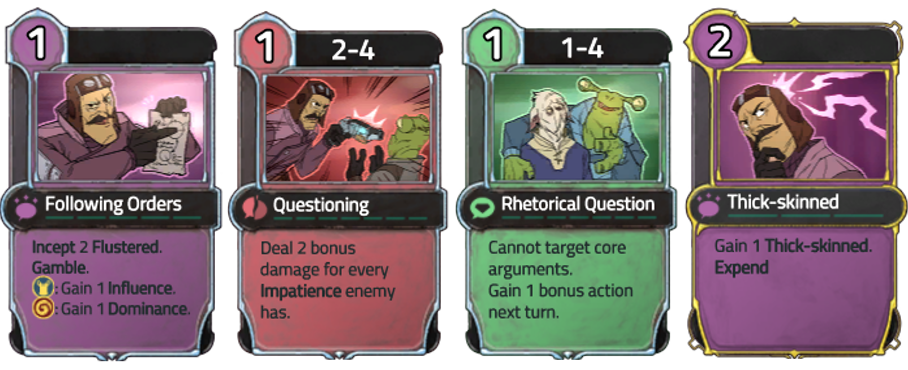 1
Following Orders
Incept 2 Flustered.
Gamble.
: Gain 1 Influence.
: Gain 1 Dominance.
1
2-4
Questioning
Deal 2 bonus
damage for every
Impatience enemy
has.
1
1-4
Rhetorical Question
Cannot target core
arguments.
Gain 1 bonus action
next turn.
2
Thick-skinned
Gain 1 Thick-skinned.
Expend